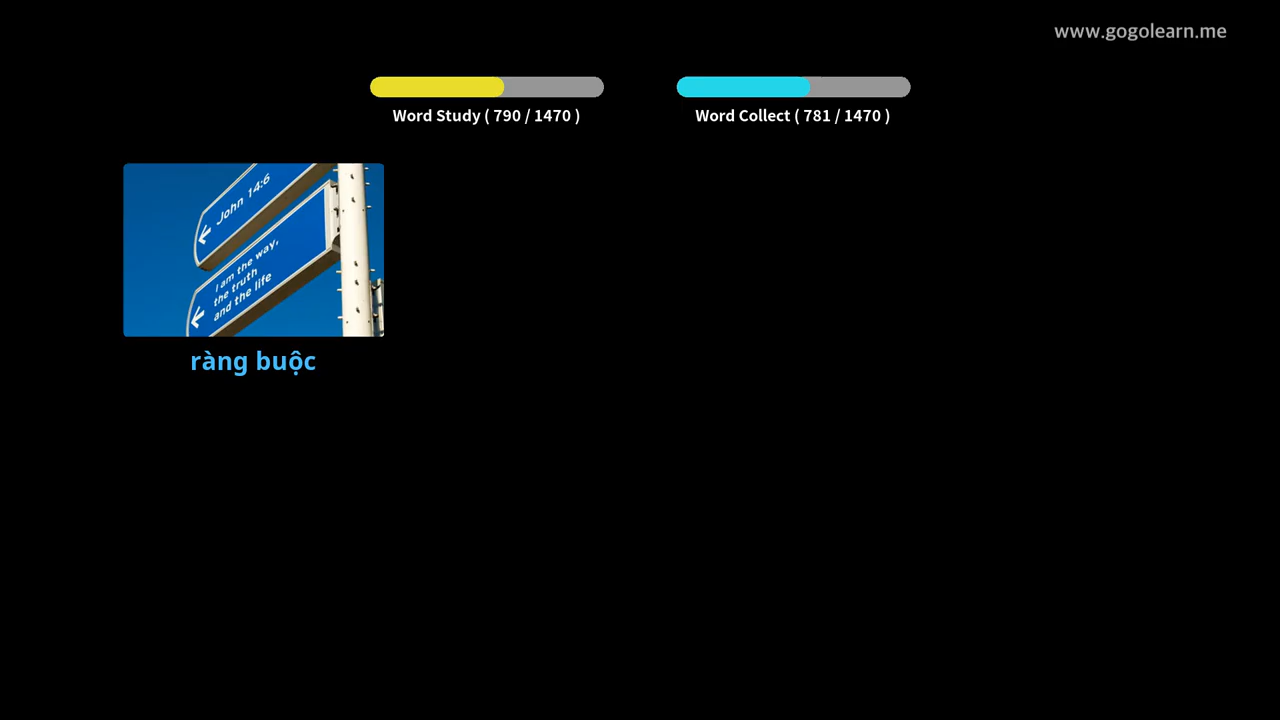 www.gogolearn.me
Word Study ( 790 / 1470 )
Word Collect ( 781 / 1470 )
John 14:6
I am the way,
the truth
and the life
ràng buộc